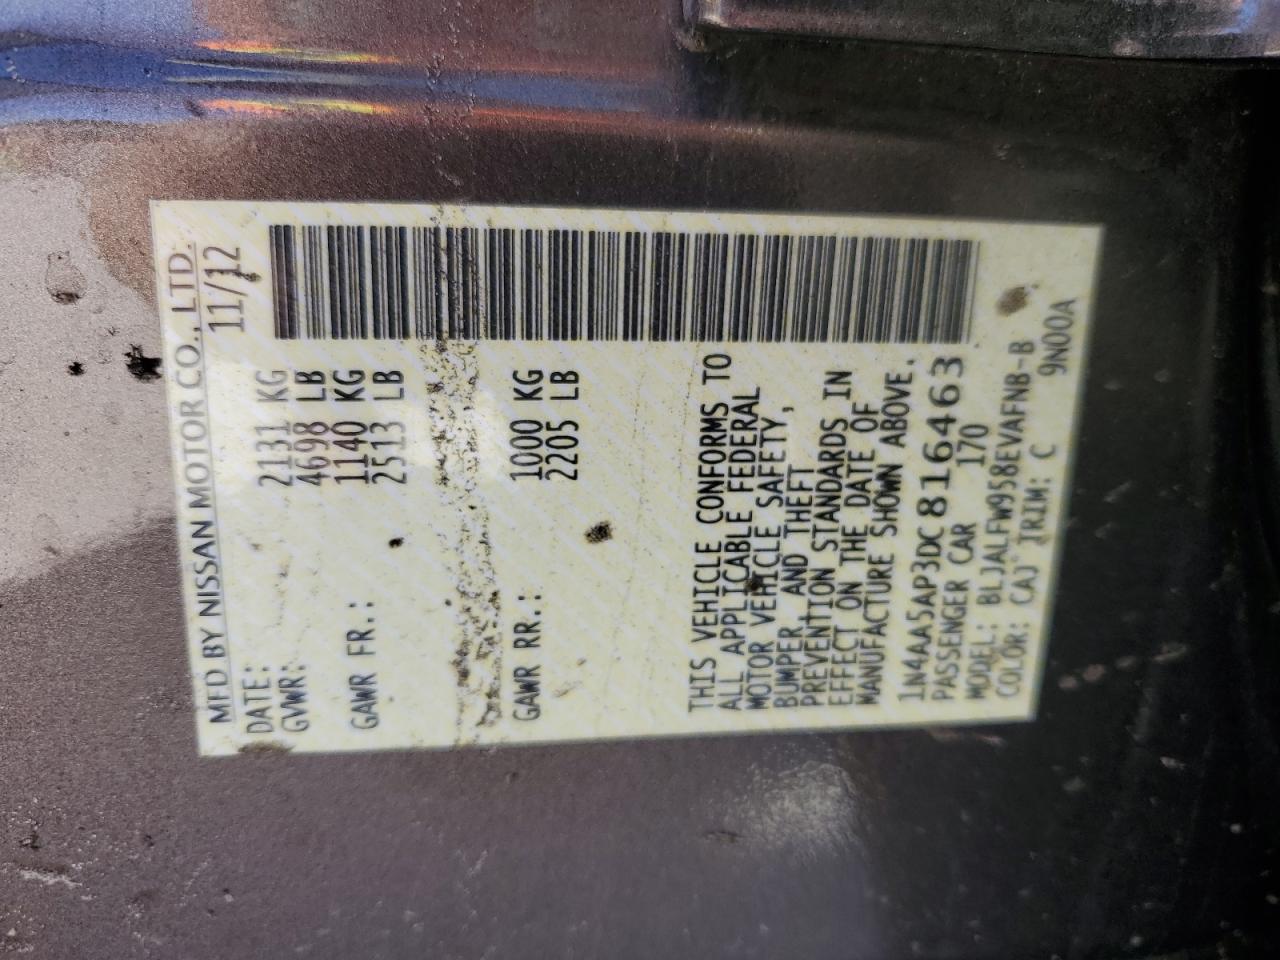 MFD BY NISSAN MOTOR CO., LTD.
DATE: 11/12
GVWR: 2131 KG
4698 LB
GAWR FR.: 1140 KG
2513 LB
GAWR RR.: 1000 KG
2205 LB
THIS VEHICLE CONFORMS TO
ALL APPLICABLE FEDERAL
MOTOR VEHICLE SAFETY,
BUMPER, AND THEFT
PREVENTION STANDARDS IN
EFFECT ON THE DATE OF
MANUFACTURE SHOWN ABOVE.
1N4AA5AP3DC816463
PASSENGER CAR 170
MODEL: BLJALFW958EVAFNB-B
COLOR: CAJ TRIM: C 9N00A